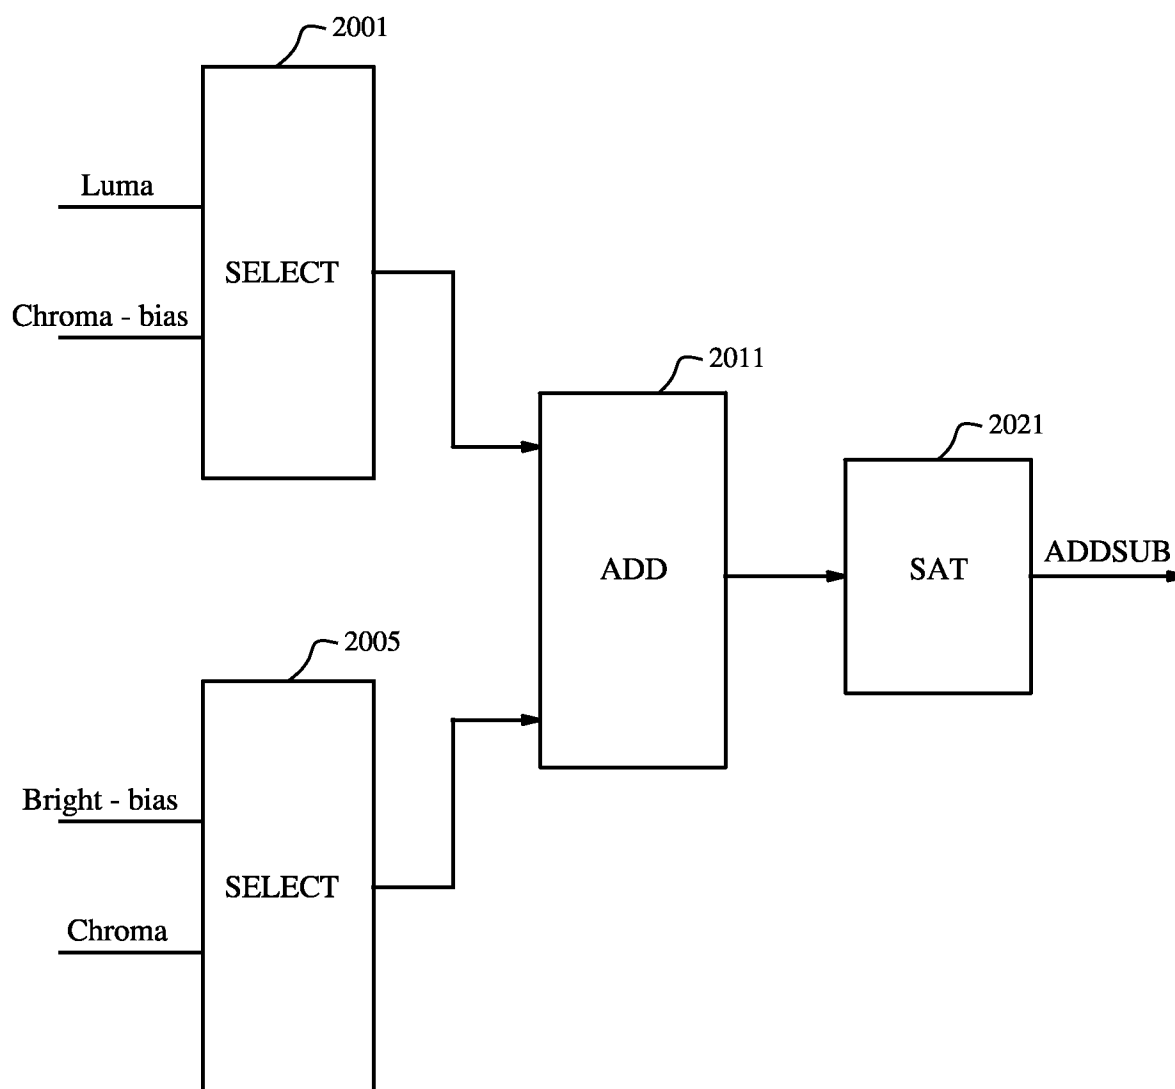 2001
Luma
SELECT
Chroma - bias
2011
2021
ADD
SAT
ADDSUB
2005
Bright - bias
SELECT
Chroma